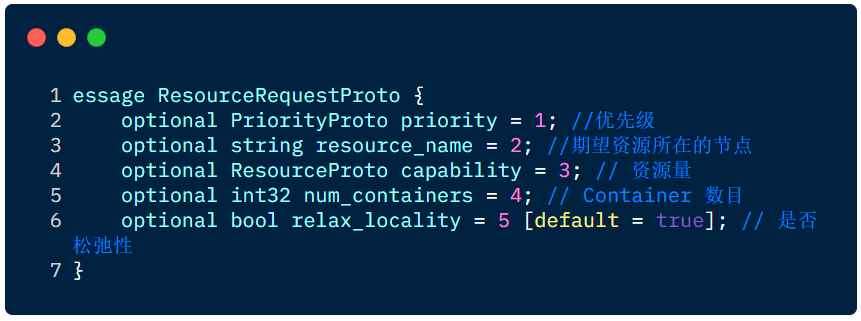 1 essage ResourceRequestProto {
2     optional PriorityProto priority = 1; //优先级
3     optional string resource_name = 2; //期望资源所在的节点
4     optional ResourceProto capability = 3; // 资源量
5     optional int32 num_containers = 4; // Container 数目
6     optional bool relax_locality = 5 [default = true]; // 是否
松弛性
7 }